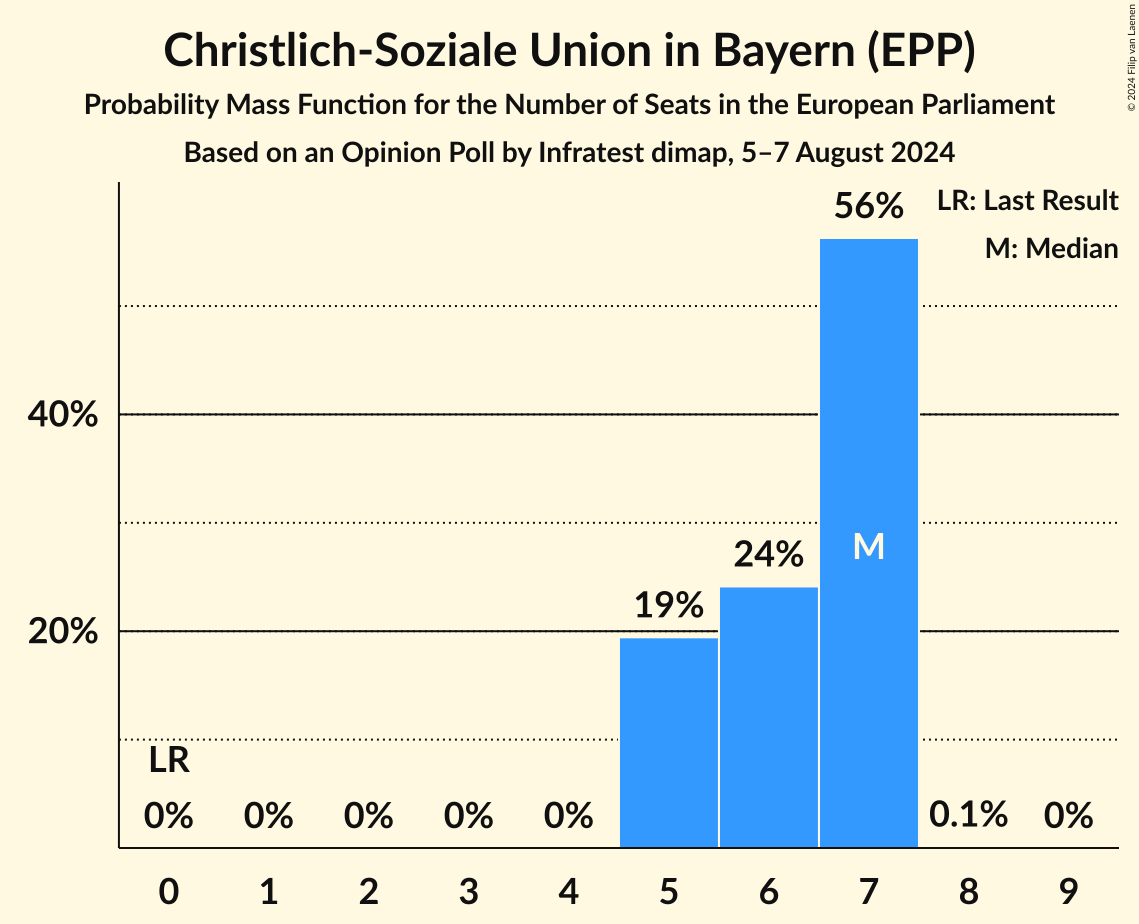 Christlich-Soziale Union in Bayern (EPP)
Probability Mass Function for the Number of Seats in the European Parliament
Based on an Opinion Poll by Infratest dimap, 5–7 August 2024
© 2024 Filip van Laenen
LR: Last Result
M: Median
56%
40%
M
24%
19%
20%
LR
0% 0% 0% 0% 0% 0.1% 0%
0 1 2 3 4 5 6 7 8 9